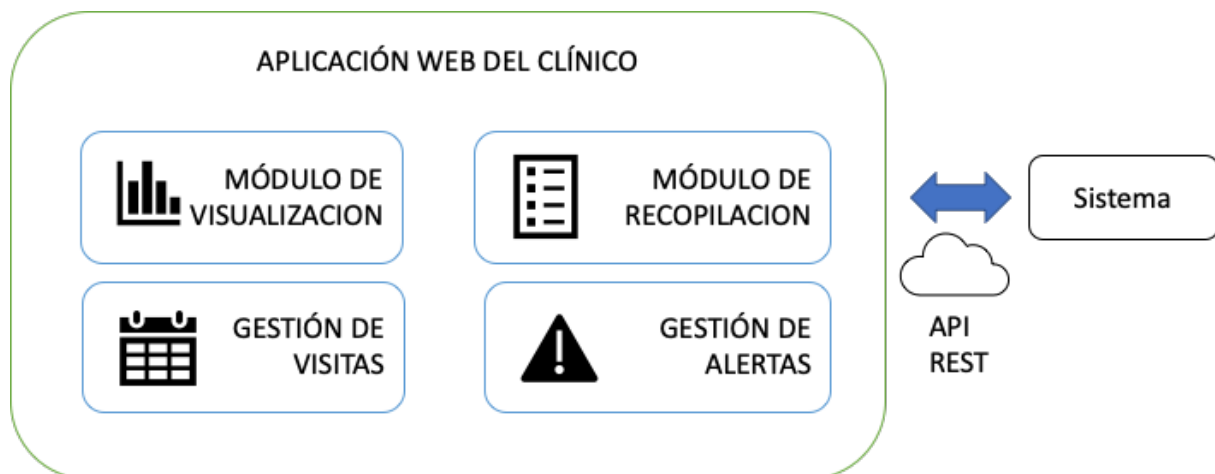 APLICACIÓN WEB DEL CLÍNICO
MÓDULO DE
VISUALIZACION
MÓDULO DE
RECOPILACION
GESTIÓN DE
VISITAS
GESTIÓN DE
ALERTAS
Sistema
API
REST